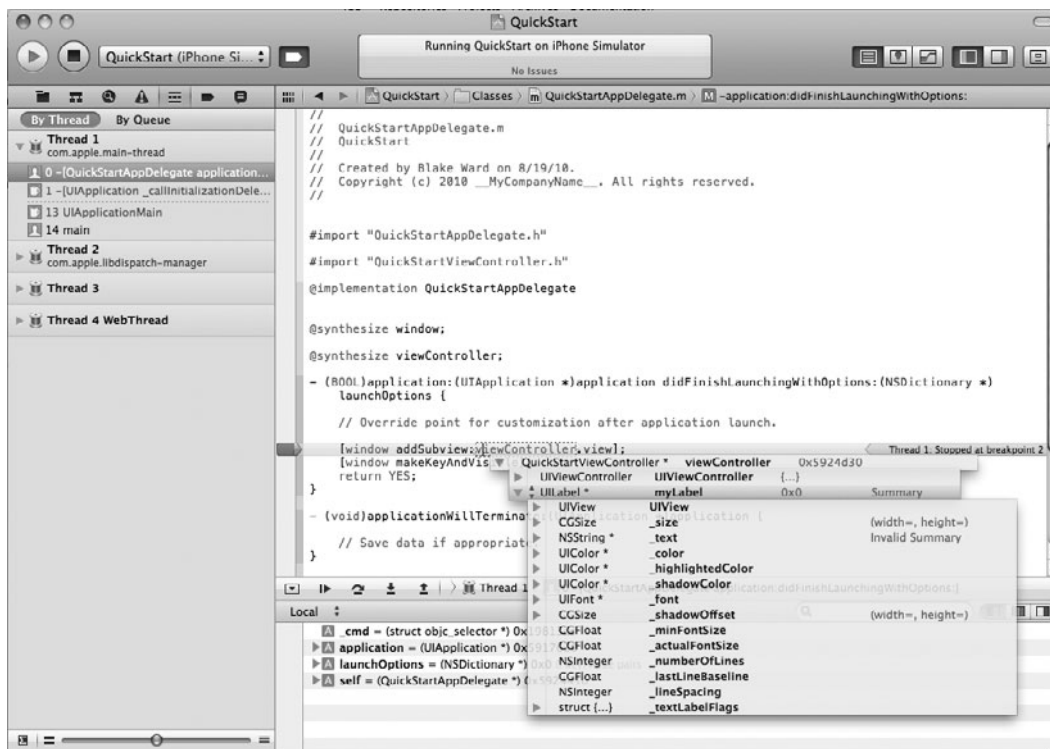 QuickStart
QuickStart (iPhone Si...
Running QuickStart on iPhone Simulator
No Issues
QuickStart
Classes
QuickStartAppDelegate.m
M -application:didFinishLaunchingWithOptions:
By Thread
By Queue
Thread 1
com.apple.main-thread
0 -[QuickStartAppDelegate application...
1 -[UIApplication _callInitializationDele...
13 UIApplicationMain
14 main
Thread 2
com.apple.libdispatch-manager
Thread 3
Thread 4 WebThread
//
// QuickStartAppDelegate.m
// QuickStart
//
// Created by Blake Ward on 8/19/10.
// Copyright (c) 2010 __MyCompanyName__. All rights reserved.
//
#import "QuickStartAppDelegate.h"
#import "QuickStartViewController.h"
@implementation QuickStartAppDelegate
@synthesize window;
@synthesize viewController;
- (BOOL)application:(UIApplication *)application didFinishLaunchingWithOptions:(NSDictionary *)
launchOptions {
// Override point for customization after application launch.
[window addSubview:viewController.view];
Thread 1: Stopped at breakpoint 2
[window makeKeyAndVis
return YES;
}
- (void)applicationWillTerminate
// Save data if appropriate
}
QuickStartViewController * viewController 0x5924d30
UIViewController UIViewController {...}
UILabel * myLabel 0x0 Summary
UIView UIView
CGSize _size (width=, height=)
NSString * _text Invalid Summary
UIColor * _color
UIColor * _highlightedColor
UIColor * _shadowColor
UIFont * _font
CGSize _shadowOffset (width=, height=)
CGFloat _minFontSize
CGFloat _actualFontSize
NSInteger _numberOfLines
CGFloat _lastLineBaseline
NSInteger _lineSpacing
struct {...} _textLabelFlags
Thread 1
Local
A _cmd = (struct objc_selector *)
A application = (UIApplication *)
A launchOptions = (NSDictionary *)
A self = (QuickStartAppDelegate *)